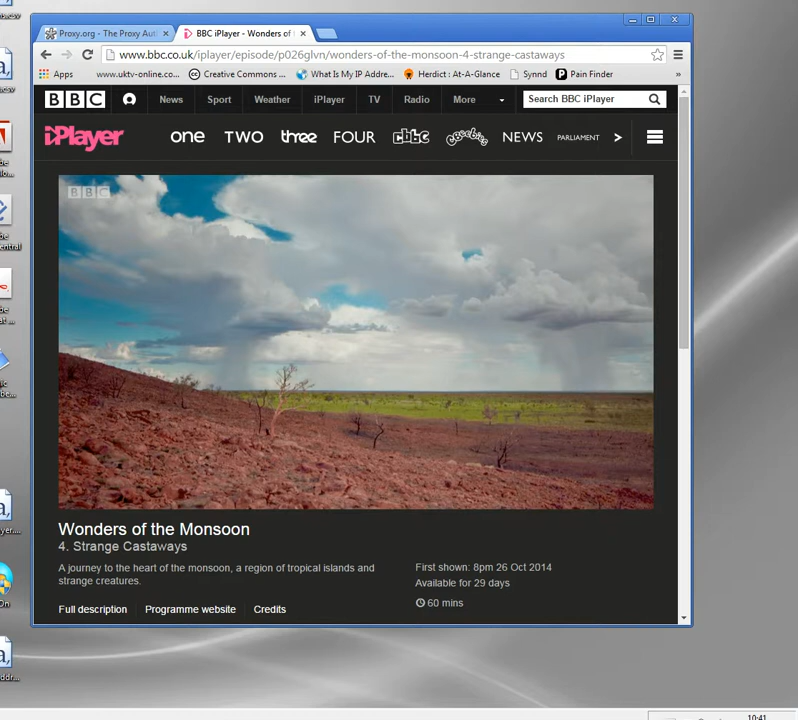 Proxy.org - The Proxy Aut
BBC iPlayer - Wonders of
www.bbc.co.uk/iplayer/episode/p026glvn/wonders-of-the-monsoon-4-strange-castaways
Apps www.uktv-online.co... Creative Commons ... What Is My IP Addre... Herdict : At-A-Glance Synnd Pain Finder »
BBC News Sport Weather iPlayer TV Radio More Search BBC iPlayer
iPlayer one TWO three FOUR cbbc cbeebies NEWS PARLIAMENT
BBC
Wonders of the Monsoon
4. Strange Castaways
A journey to the heart of the monsoon, a region of tropical islands and
strange creatures.
First shown: 8pm 26 Oct 2014
Available for 29 days
60 mins
Full description Programme website Credits
10:41